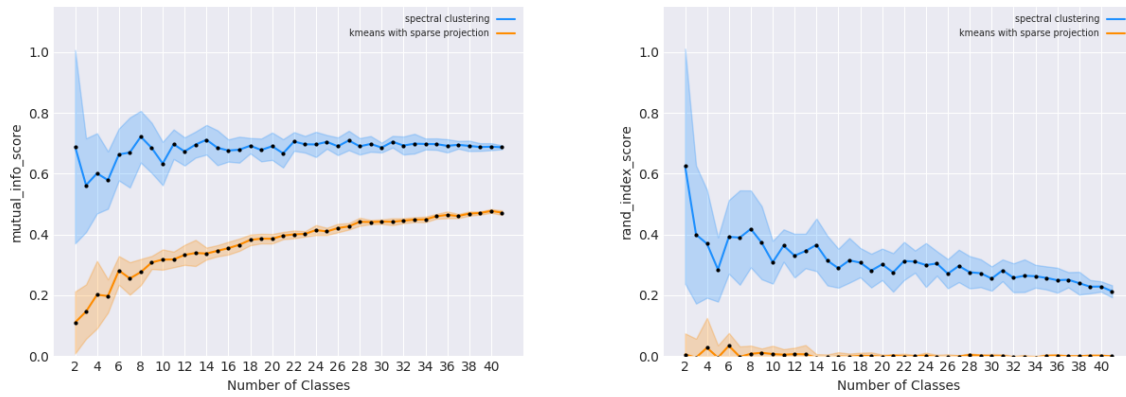 spectral clustering
kmeans with sparse projection
1.0
0.8
0.6
0.4
0.2
0.0
mutual_info_score
2 4 6 8 10 12 14 16 18 20 22 24 26 28 30 32 34 36 38 40
Number of Classes
spectral clustering
kmeans with sparse projection
1.0
0.8
0.6
0.4
0.2
0.0
rand_index_score
2 4 6 8 10 12 14 16 18 20 22 24 26 28 30 32 34 36 38 40
Number of Classes